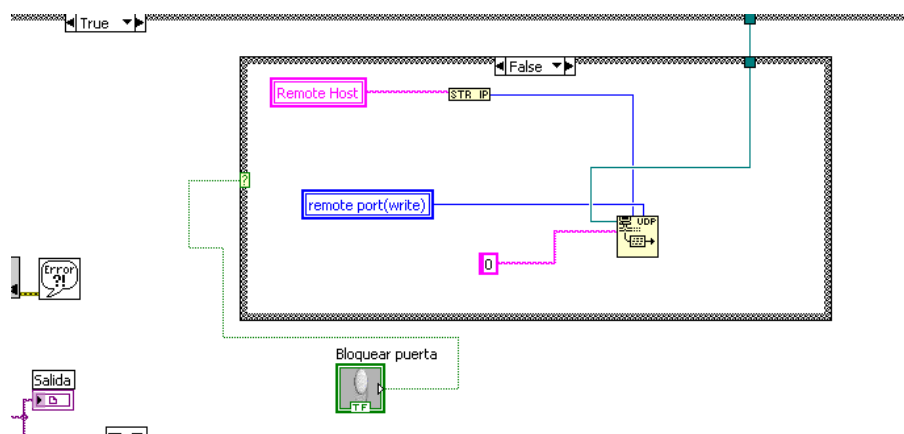 True
False
Remote Host
STR IP
remote port(write)
UDP
0
?
Error
?!
Bloquear puerta
TF
Salida